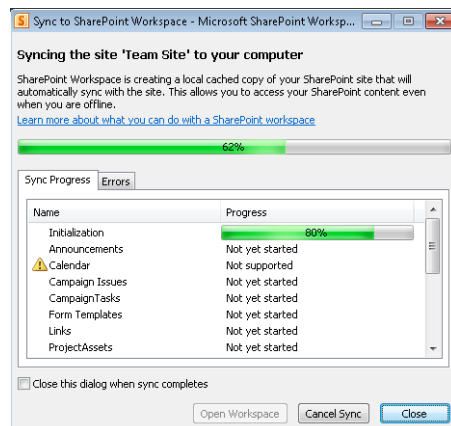 Sync to SharePoint Workspace - Microsoft SharePoint Worksp...
Syncing the site 'Team Site' to your computer
SharePoint Workspace is creating a local cached copy of your SharePoint site that will
automatically sync with the site. This allows you to access your SharePoint content even
when you are offline.
Learn more about what you can do with a SharePoint workspace
62%
Sync Progress Errors
Name Progress
Initialization 80%
Announcements Not yet started
Calendar Not supported
Campaign Issues Not yet started
CampaignTasks Not yet started
Form Templates Not yet started
Links Not yet started
ProjectAssets Not yet started
Close this dialog when sync completes
Open Workspace Cancel Sync Close